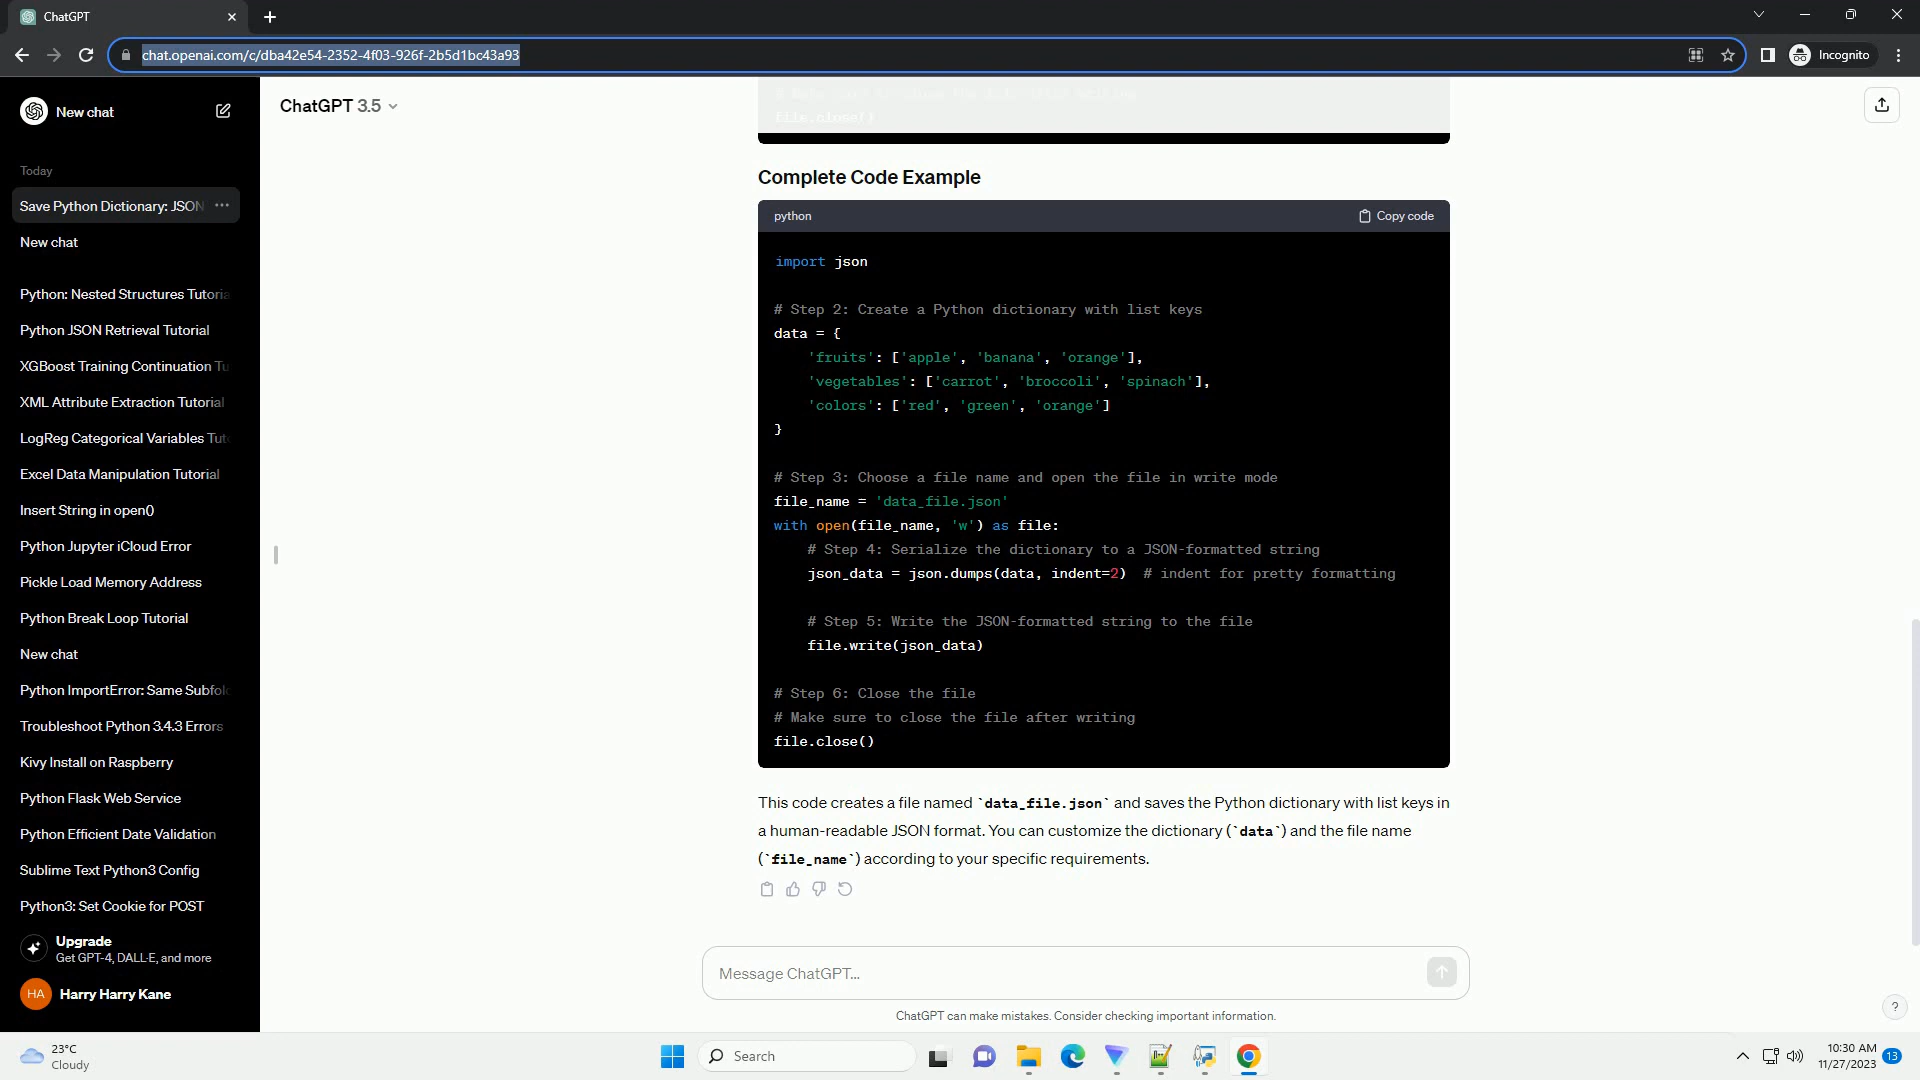 ChatGPT
chat.openai.com/c/dba42e54-2352-4f03-926f-2b5d1bc43a93
Incognito
New chat
Today
Save Python Dictionary: JSON
New chat
Python: Nested Structures Tutoria
Python JSON Retrieval Tutorial
XGBoost Training Continuation Tu
XML Attribute Extraction Tutorial
LogReg Categorical Variables Tut
Excel Data Manipulation Tutorial
Insert String in open()
Python Jupyter iCloud Error
Pickle Load Memory Address
Python Break Loop Tutorial
New chat
Python ImportError: Same Subfol
Troubleshoot Python 3.4.3 Errors
Kivy Install on Raspberry
Python Flask Web Service
Python Efficient Date Validation
Sublime Text Python3 Config
Python3: Set Cookie for POST
Upgrade
Get GPT-4, DALL·E, and more
HA
Harry Harry Kane
ChatGPT 3.5
# Make sure to close the file after writing
file.close()
Complete Code Example
python
Copy code
import json
# Step 2: Create a Python dictionary with list keys
data = {
'fruits': ['apple', 'banana', 'orange'],
'vegetables': ['carrot', 'broccoli', 'spinach'],
'colors': ['red', 'green', 'orange']
}
# Step 3: Choose a file name and open the file in write mode
file_name = 'data_file.json'
with open(file_name, 'w') as file:
# Step 4: Serialize the dictionary to a JSON-formatted string
json_data = json.dumps(data, indent=2)  # indent for pretty formatting
# Step 5: Write the JSON-formatted string to the file
file.write(json_data)
# Step 6: Close the file
# Make sure to close the file after writing
file.close()
This code creates a file named `data_file.json` and saves the Python dictionary with list keys in
a human-readable JSON format. You can customize the dictionary (`data`) and the file name
(`file_name`) according to your specific requirements.
Message ChatGPT...
ChatGPT can make mistakes. Consider checking important information.
?
23°C
Cloudy
Search
10:30 AM
11/27/2023
13